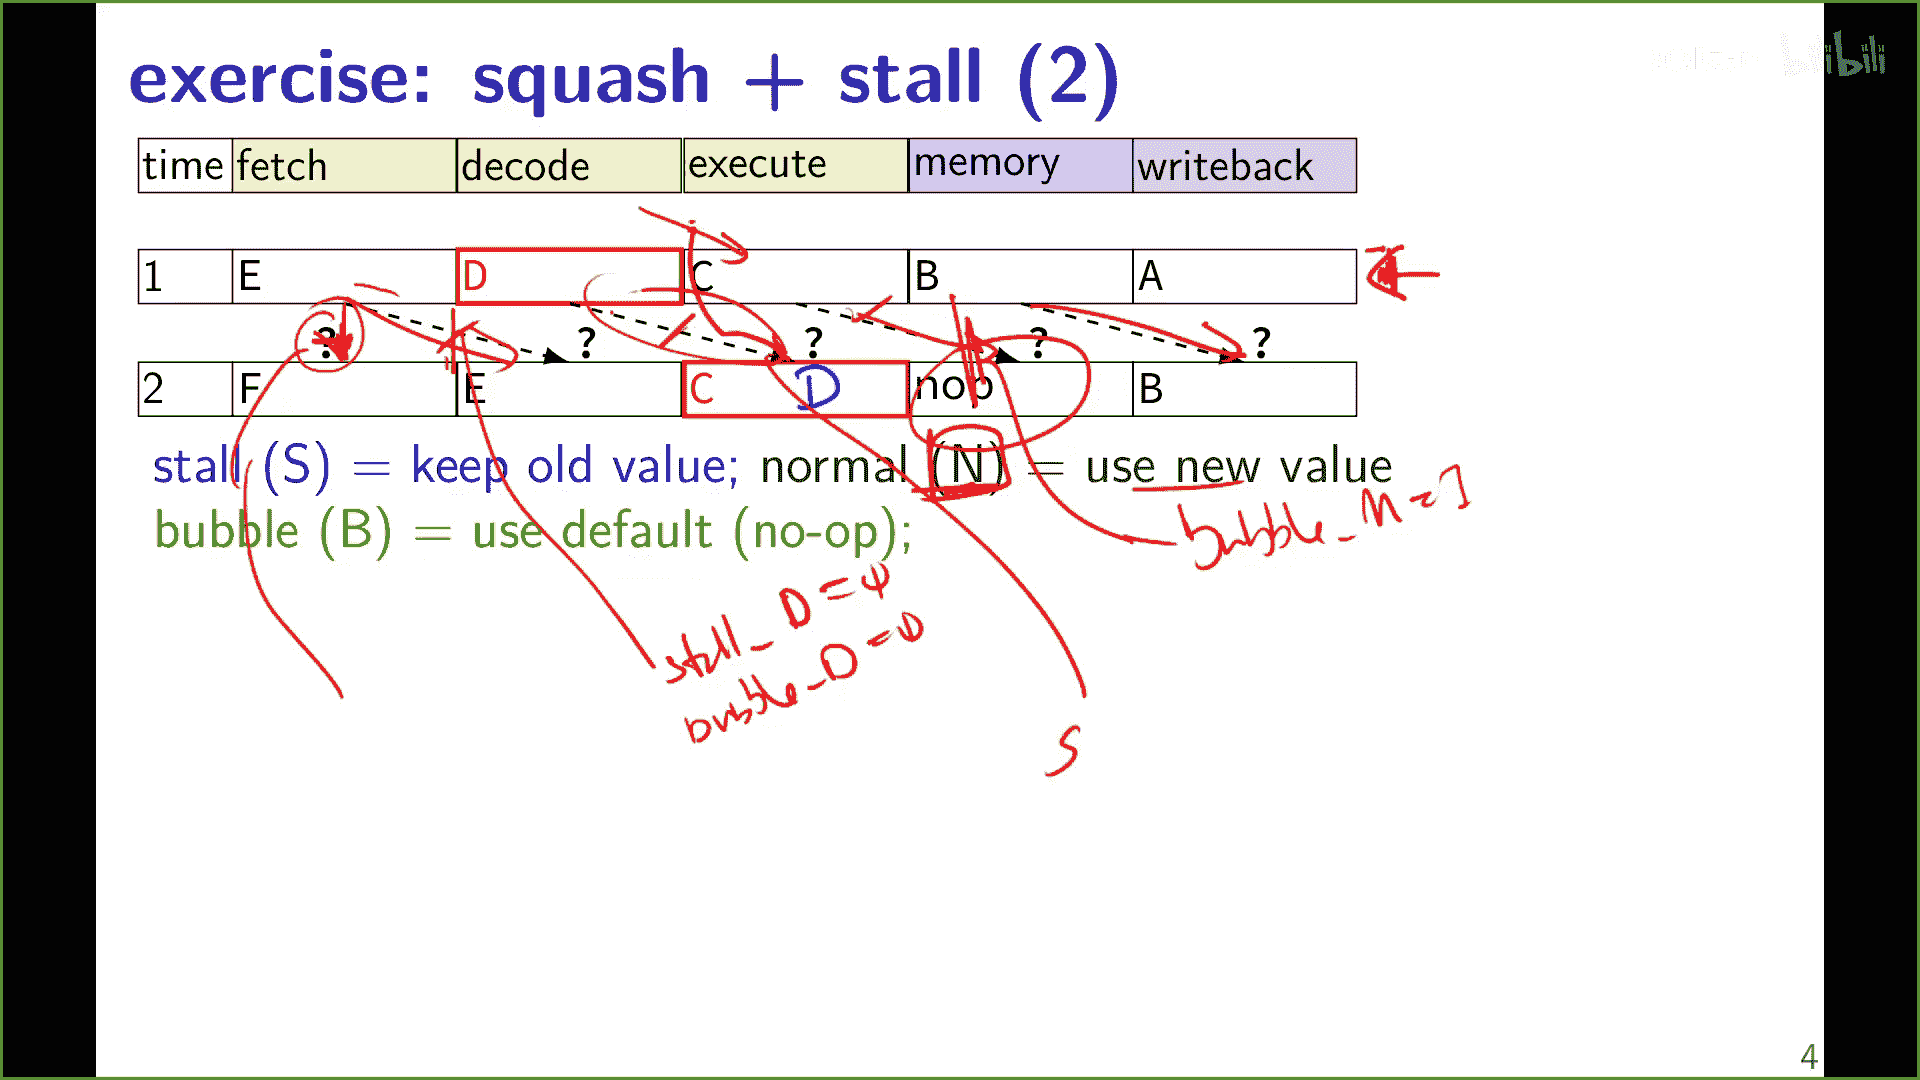 exercise: squash + stall (2)
time fetch decode execute memory writeback
1 E D C B A
? ? ? ? ?
2 F E C D nop B
stall (S) = keep old value; normal (N) = use new value
bubble (B) = use default (no-op);
bubble_M=1
stall_D=0
bubble_D=0
S
4
bilibili